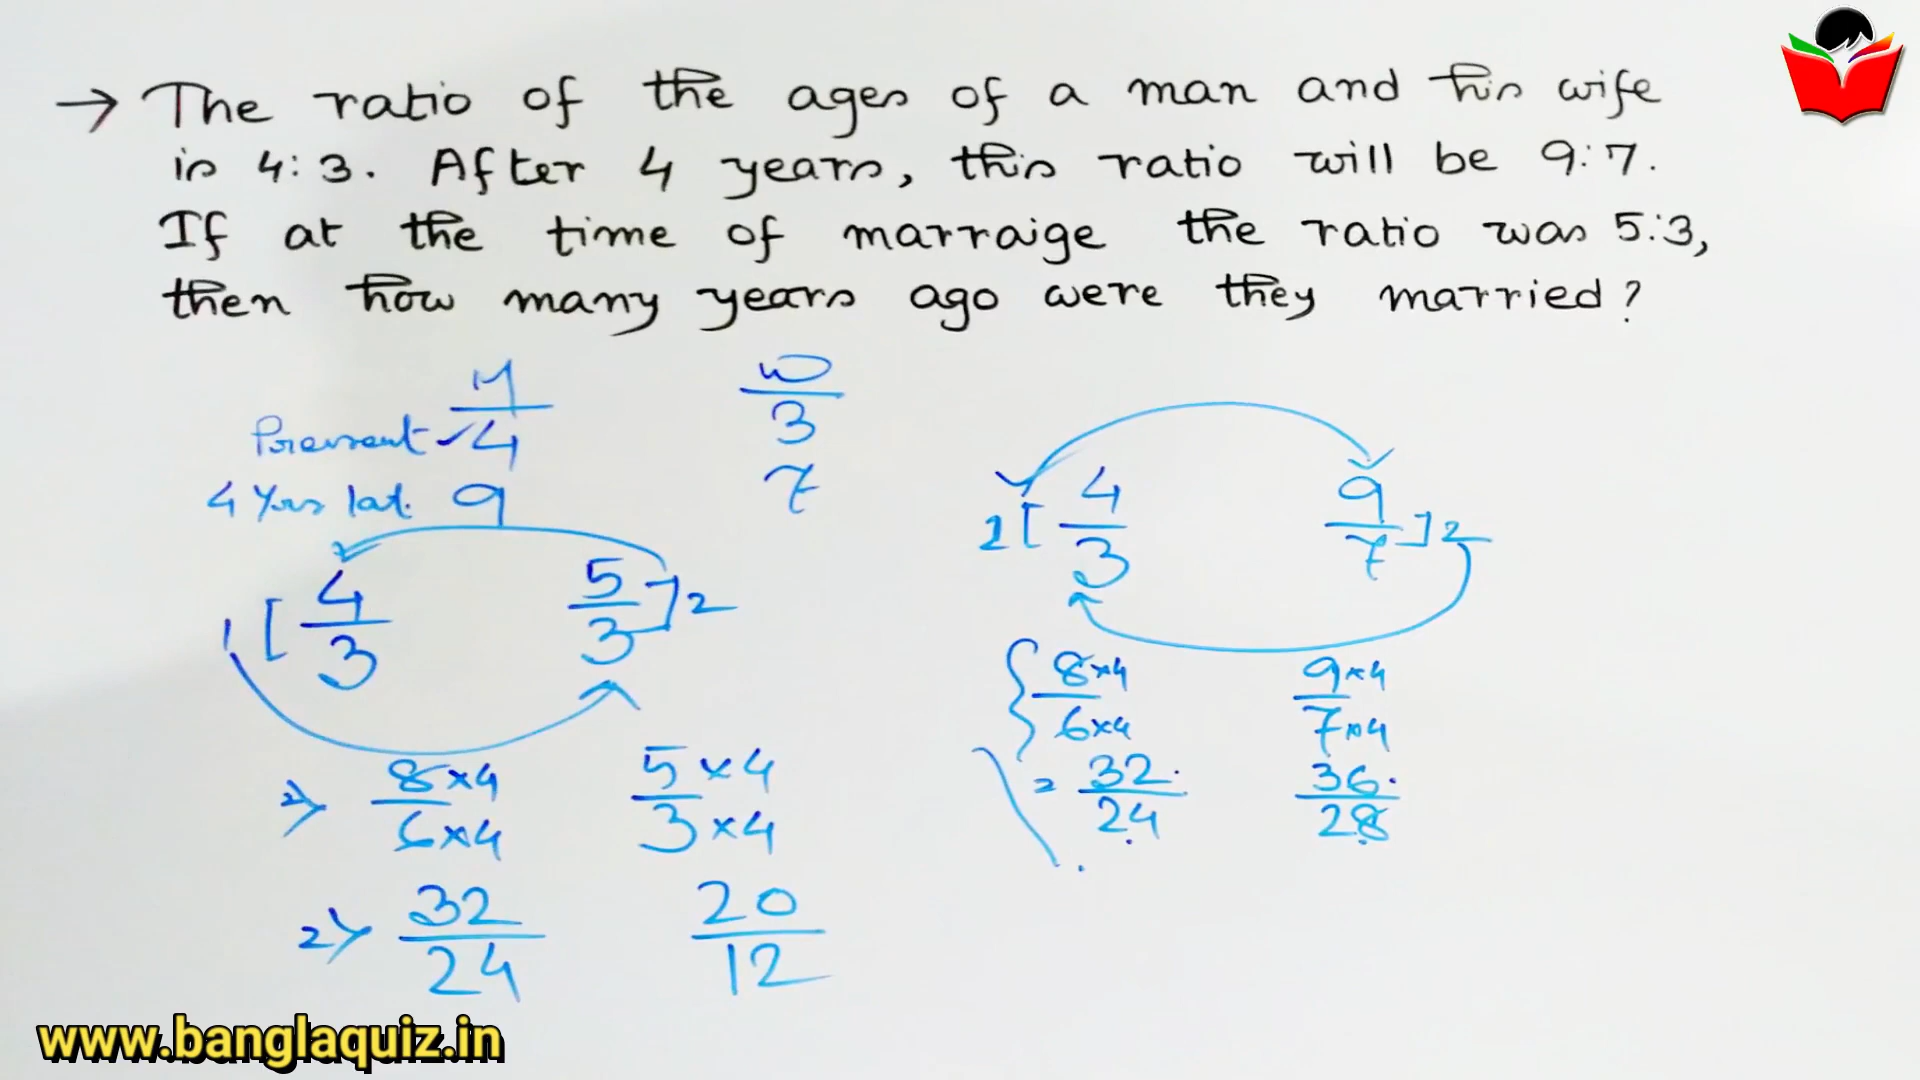 → The ratio of the ages of a man and his wife
is 4:3. After 4 years, this ratio will be 9:7.
If at the time of marraige the ratio was 5:3,
then how many years ago were they married?
M W
Present ✓4 3
4 Yrs lat. 9 7
1 [ 4/3 5/3 ] 2
⇒ 8×4/6×4 5×4/3×4
⇒ 32/24 20/12
2 [ 4/3 9/7 ] 2
{ 8×4/6×4 9×4/7×4
= 32/24 36/28
www.banglaquiz.in